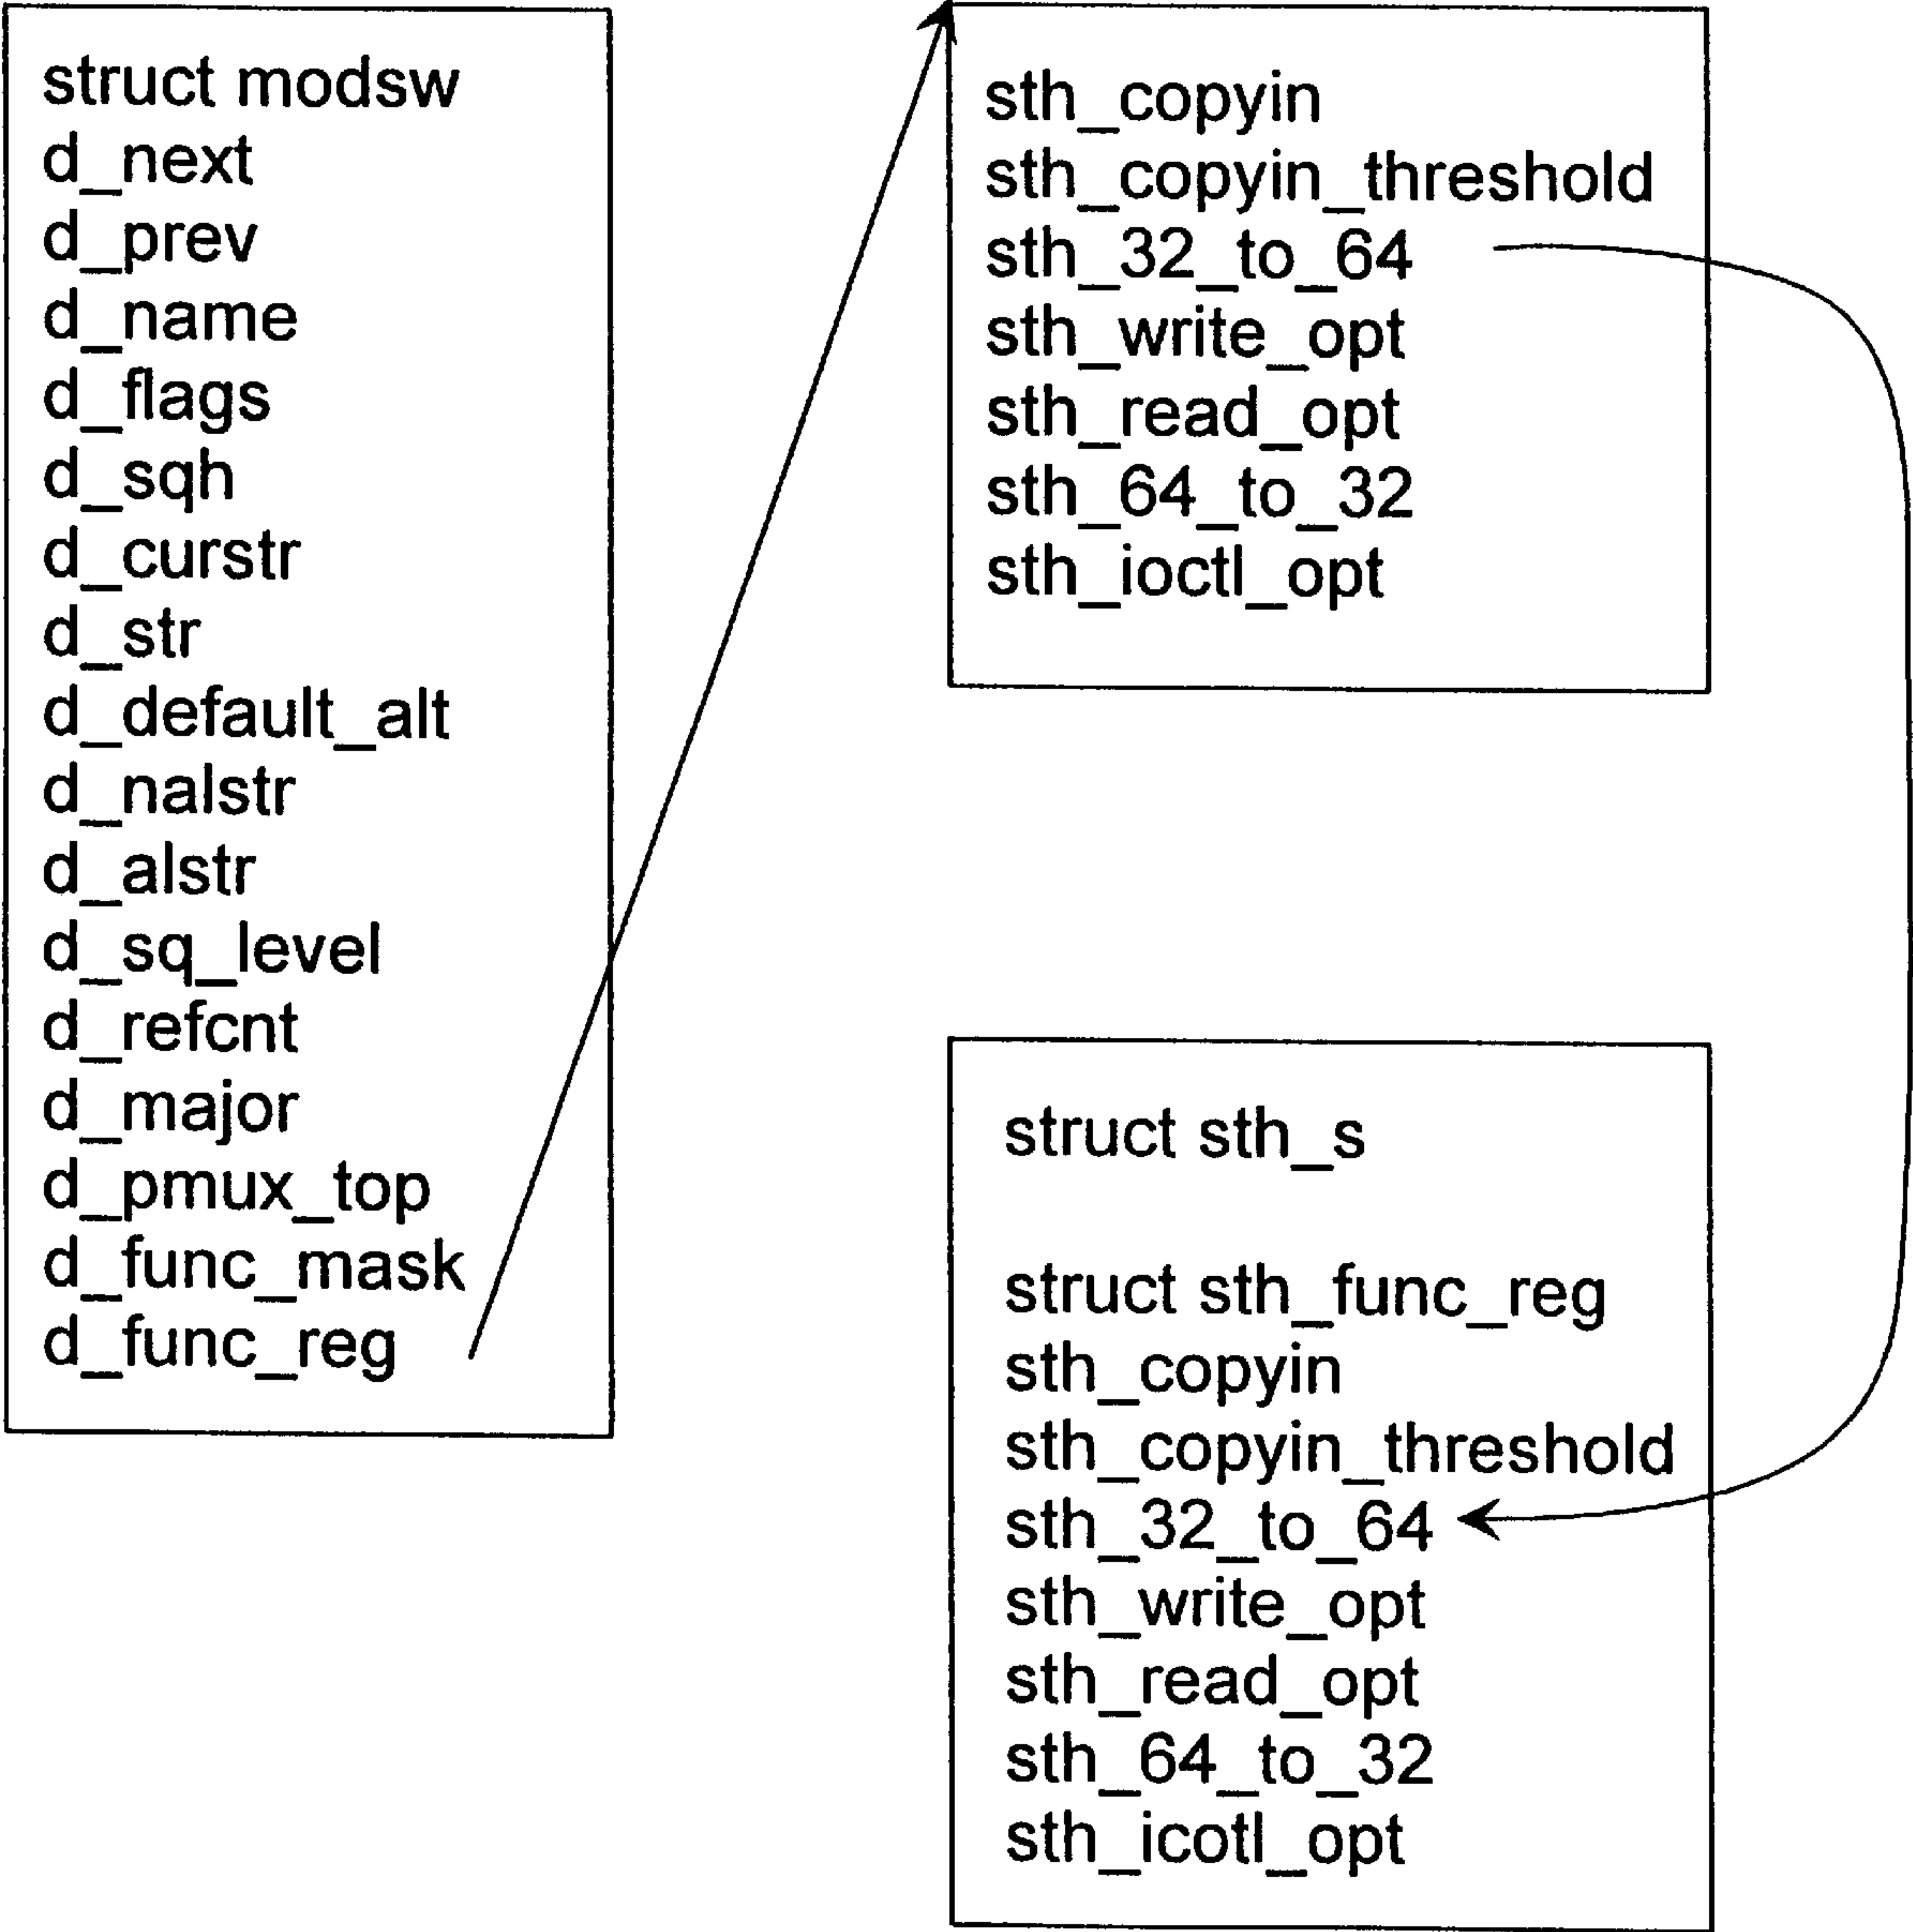 struct modsw
d_next
d_prev
d_name
d_flags
d_sqh
d_curstr
d_str
d_default_alt
d_nalstr
d_alstr
d_sq_level
d_refcnt
d_major
d_pmux_top
d_func_mask
d_func_reg
sth_copyin
sth_copyin_threshold
sth_32_to_64
sth_write_opt
sth_read_opt
sth_64_to_32
sth_ioctl_opt
struct sth_s
struct sth_func_reg
sth_copyin
sth_copyin_threshold
sth_32_to_64
sth_write_opt
sth_read_opt
sth_64_to_32
sth_icotl_opt